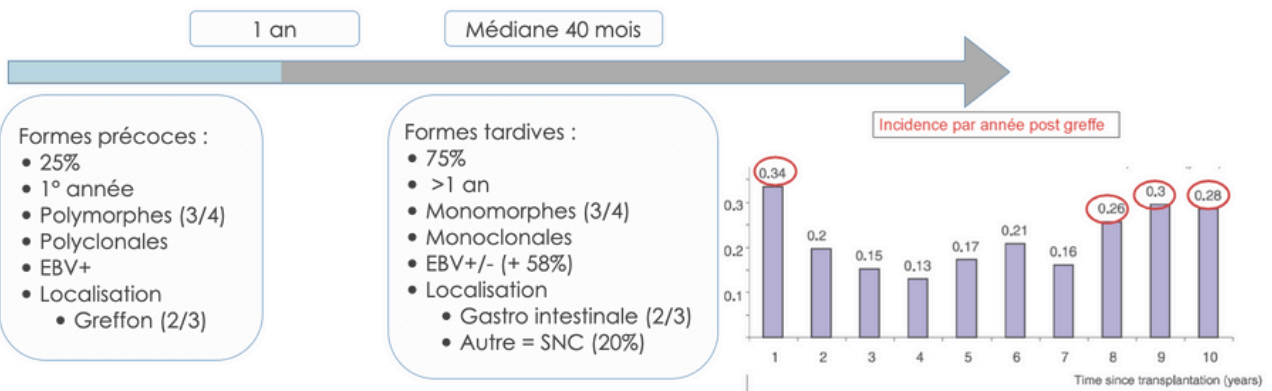 1 an
Médiane 40 mois
Formes précoces :
• 25%
• 1° année
• Polymorphes (3/4)
• Polyclonales
• EBV+
• Localisation
• Greffon (2/3)
Formes tardives :
• 75%
• >1 an
• Monomorphes (3/4)
• Monoclonales
• EBV+/- (+ 58%)
• Localisation
• Gastro intestinale (2/3)
• Autre = SNC (20%)
Incidence par année post greffe
0.3
0.2
0.1
0.34
0.2
0.15
0.13
0.17
0.21
0.16
0.26
0.3
0.28
1 2 3 4 5 6 7 8 9 10
Time since transplantation (years)